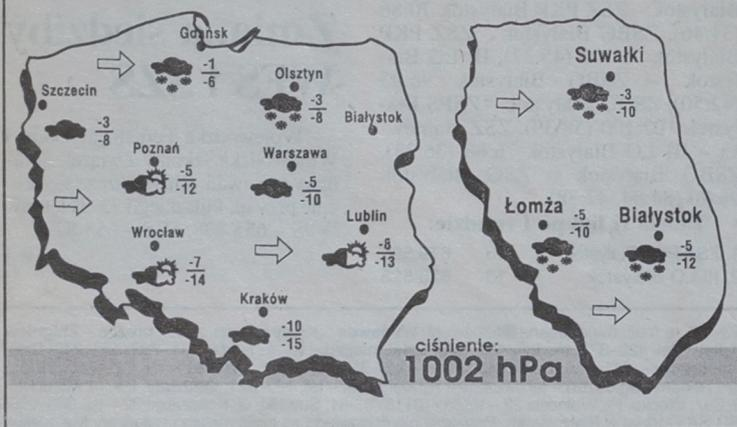 Gdańsk
-1
-6
Olsztyn
-3
-8
Szczecin
-3
-8
Białystok
Poznań
-5
-12
Warszawa
-5
-10
Wrocław
-7
-14
Lublin
-8
-13
Kraków
-10
-15
Suwałki
-3
-10
Łomża
-5
-10
Białystok
-5
-12
ciśnienie:
1002 hPa